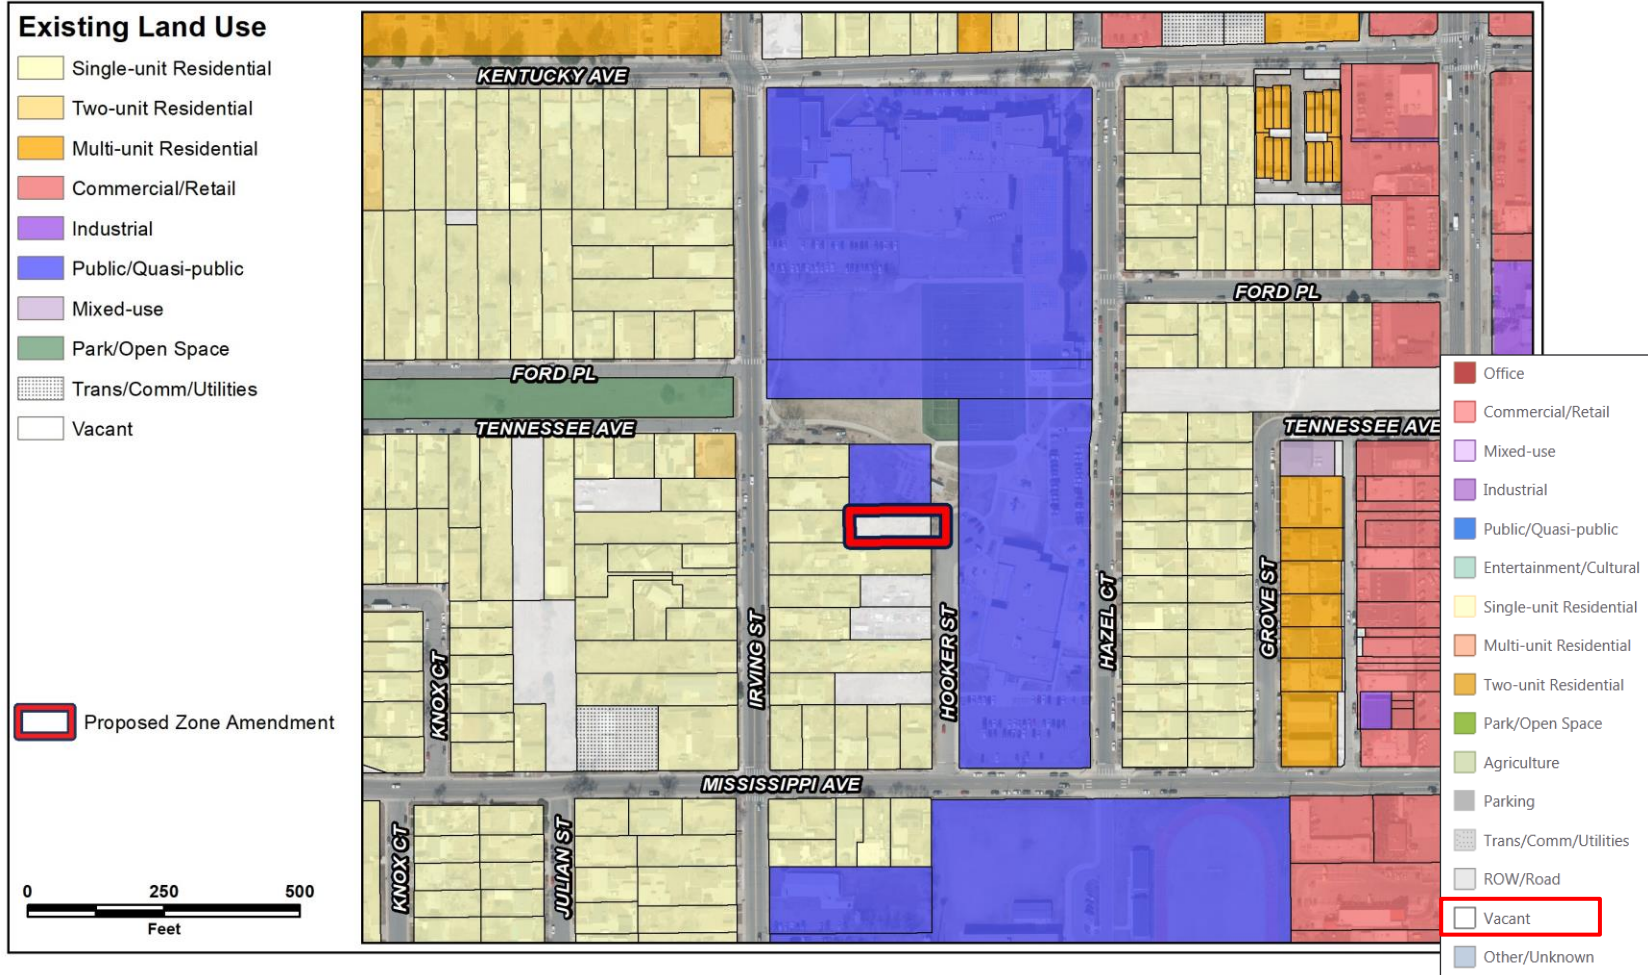 Existing Land Use
Single-unit Residential
Two-unit Residential
Multi-unit Residential
Commercial/Retail
Industrial
Public/Quasi-public
Mixed-use
Park/Open Space
Trans/Comm/Utilities
Vacant
Proposed Zone Amendment
0 250 500
Feet
KENTUCKY AVE
FORD PL
FORD PL
TENNESSEE AVE
TENNESSEE AVE
KNOX CT
IRVING ST
HOOKER ST
HAZEL CT
GROVE ST
MISSISSIPPI AVE
KNOX CT
JULIAN ST
Office
Commercial/Retail
Mixed-use
Industrial
Public/Quasi-public
Entertainment/Cultural
Single-unit Residential
Multi-unit Residential
Two-unit Residential
Park/Open Space
Agriculture
Parking
Trans/Comm/Utilities
ROW/Road
Vacant
Other/Unknown